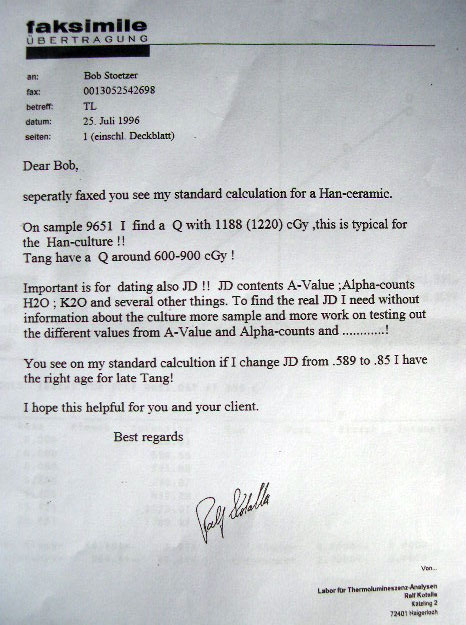 faksimile
ÜBERTRAGUNG
an: Bob Stoetzer
fax: 0013052542698
betreff: TL
datum: 25. Juli 1996
seiten: 1 (einschl. Deckblatt)
Dear Bob,
seperatly faxed you see my standard calculation for a Han-ceramic.
On sample 9651 I find a Q with 1188 (1220) cGy ,this is typical for
the Han-culture !!
Tang have a Q around 600-900 cGy !
Important is for dating also JD !! JD contents A-Value ;Alpha-counts
H2O ; K2O and several other things. To find the real JD I need without
information about the culture more sample and more work on testing out
the different values from A-Value and Alpha-counts and ............!
You see on my standard calcultion if I change JD from .589 to .85 I have
the right age for late Tang!
I hope this helpful for you and your client.
Best regards
Ralf Kotalla
Von...
Labor für Thermolumineszenz-Analysen
Ralf Kotalla
Kätzling 2
72401 Haigerloch